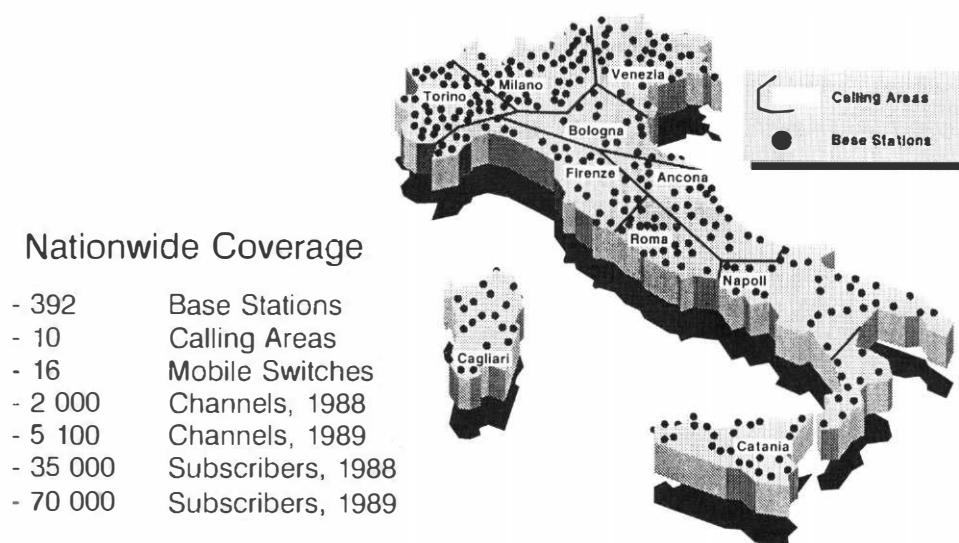 Venezia
Milano
Torino
Calling Areas
Bologna
Base Stations
Firenze
Ancona
Nationwide Coverage
Roma
Napoli
- 392 Base Stations
- 10 Calling Areas
- 16 Mobile Switches
- 2 000 Channels, 1988
- 5 100 Channels, 1989
- 35 000 Subscribers, 1988
- 70 000 Subscribers, 1989
Cagliari
Catania